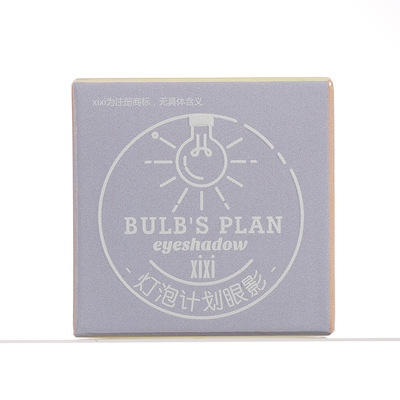 xixi为注册商标，无具体含义
BULB'S PLAN
eyeshadow
xixi
- 灯泡计划眼影 -